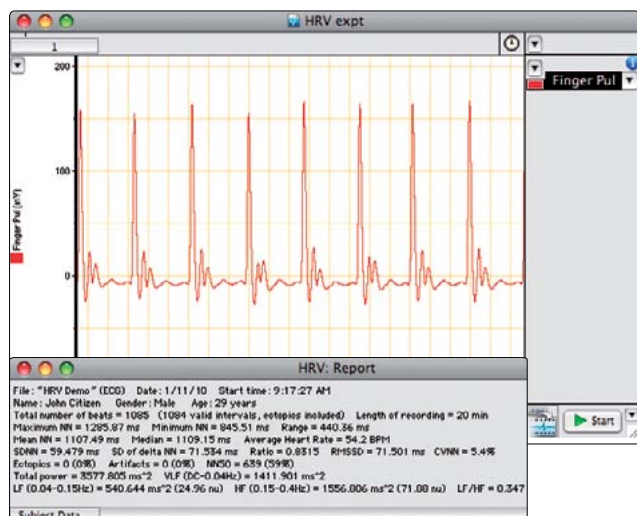 HRV expt
1
200
Finger Pul
100
Finger Pul (mV)
0
HRV: Report
File: "HRV Demo" (ECG) Date: 1/11/10 Start time: 9:17:27 AM
Name: John Citizen Gender: Male Age: 29 years
Total number of beats = 1085 (1084 valid intervals, ectopics included) Length of recording = 20 min
Maximum NN = 1285.87 ms Minimum NN = 845.51 ms Range = 440.36 ms
Mean NN = 1107.49 ms Median = 1109.15 ms Average Heart Rate = 54.2 BPM
SDNN = 59.479 ms SD of delta NN = 71.534 ms Ratio = 0.8315 RMSSD = 71.501 ms CVNN = 5.4%
Ectopics = 0 (0%) Artifacts = 0 (0%) NN50 = 639 (59%)
Total power = 3577.805 ms^2 VLF (DC-0.04Hz) = 1411.901 ms^2
LF (0.04-0.15Hz) = 540.644 ms^2 (24.96 nu) HF (0.15-0.4Hz) = 1556.806 ms^2 (71.88 nu) LF/HF = 0.347
Start
Subject Data...